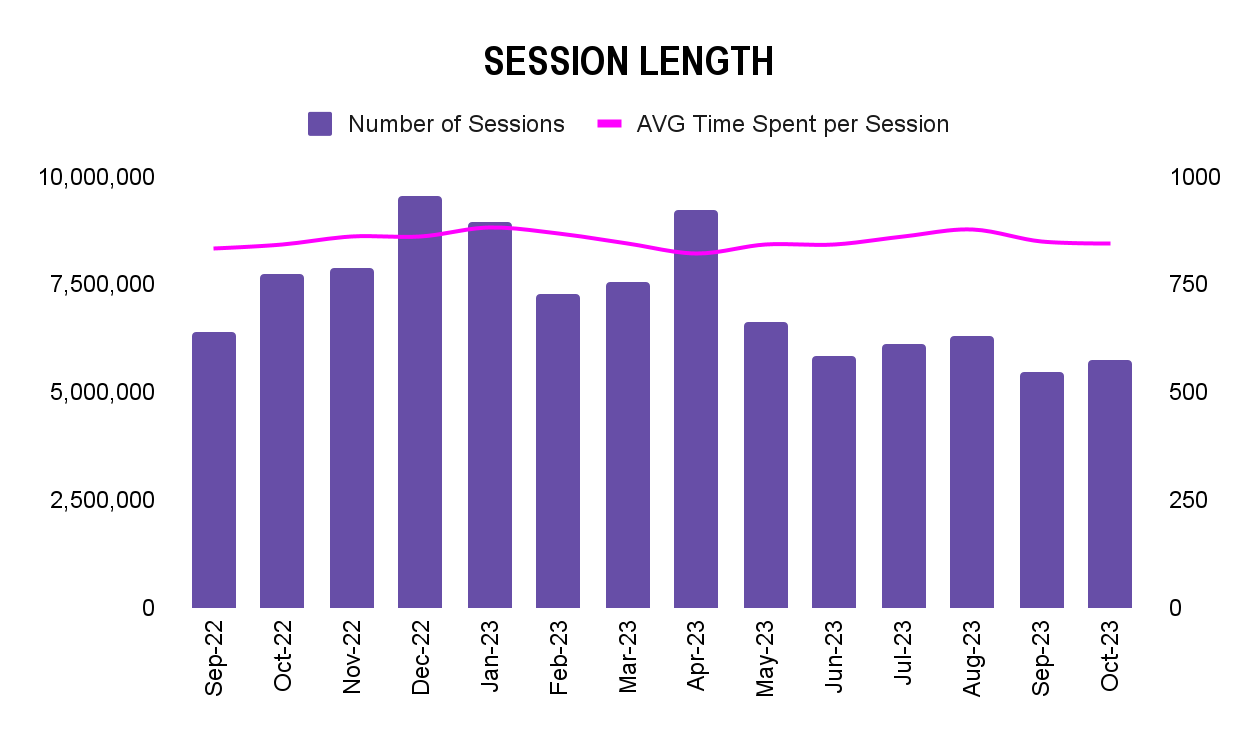 SESSION LENGTH
Number of Sessions AVG Time Spent per Session
10,000,000 1000
7,500,000 750
5,000,000 500
2,500,000 250
0 0
Sep-22 Oct-22 Nov-22 Dec-22 Jan-23 Feb-23 Mar-23 Apr-23 May-23 Jun-23 Jul-23 Aug-23 Sep-23 Oct-23